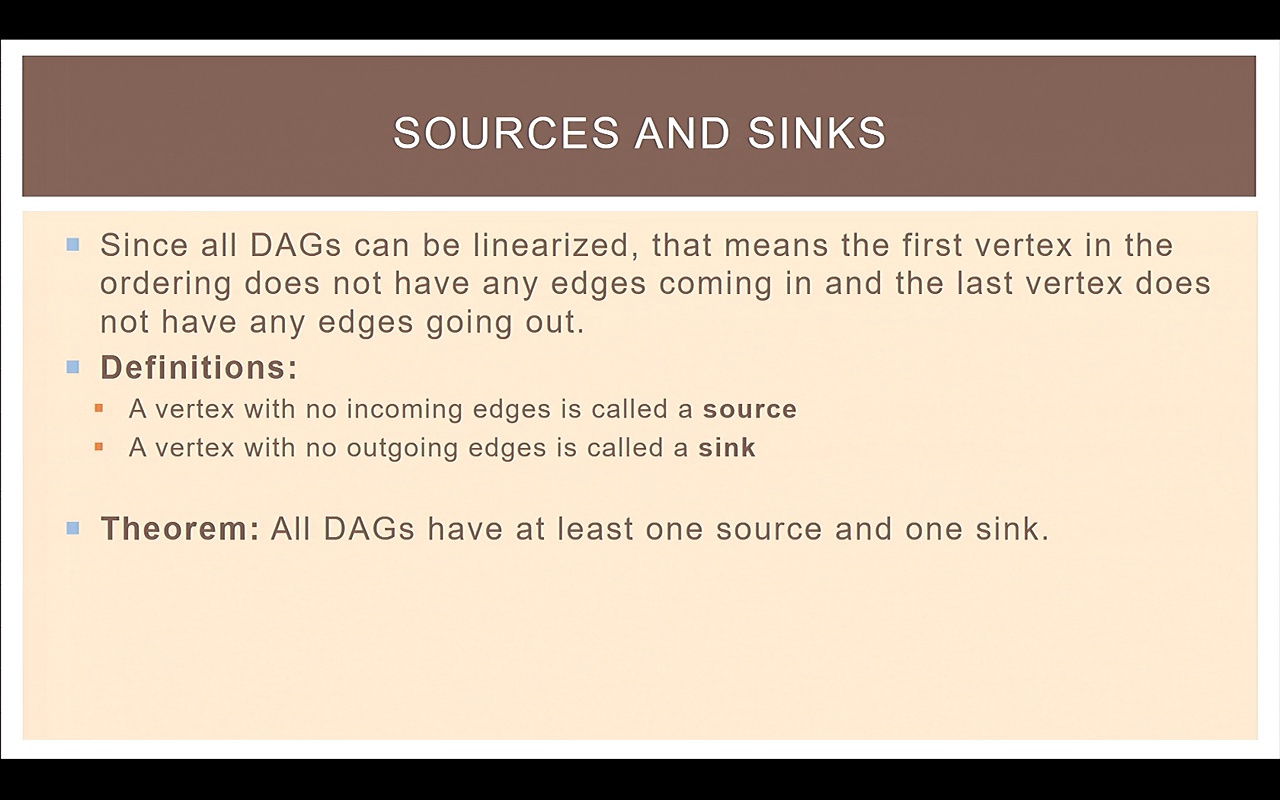 SOURCES AND SINKS
Since all DAGs can be linearized, that means the first vertex in the
ordering does not have any edges coming in and the last vertex does
not have any edges going out.
Definitions:
A vertex with no incoming edges is called a source
A vertex with no outgoing edges is called a sink
Theorem: All DAGs have at least one source and one sink.